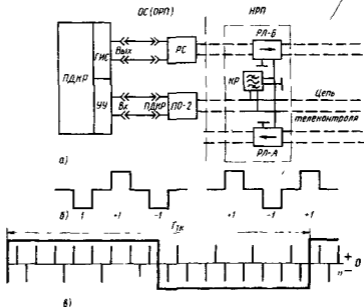 ОС(ОРП) НРП
РЛ-Б
ПДКР ГИС Вых РС
КР
УУ Вх ПДКР ПО-2 Цепь
телеконтроля
РЛ-А
а)
б) 1 +1 -1 +1 -1 +1
+ 0
-
в)